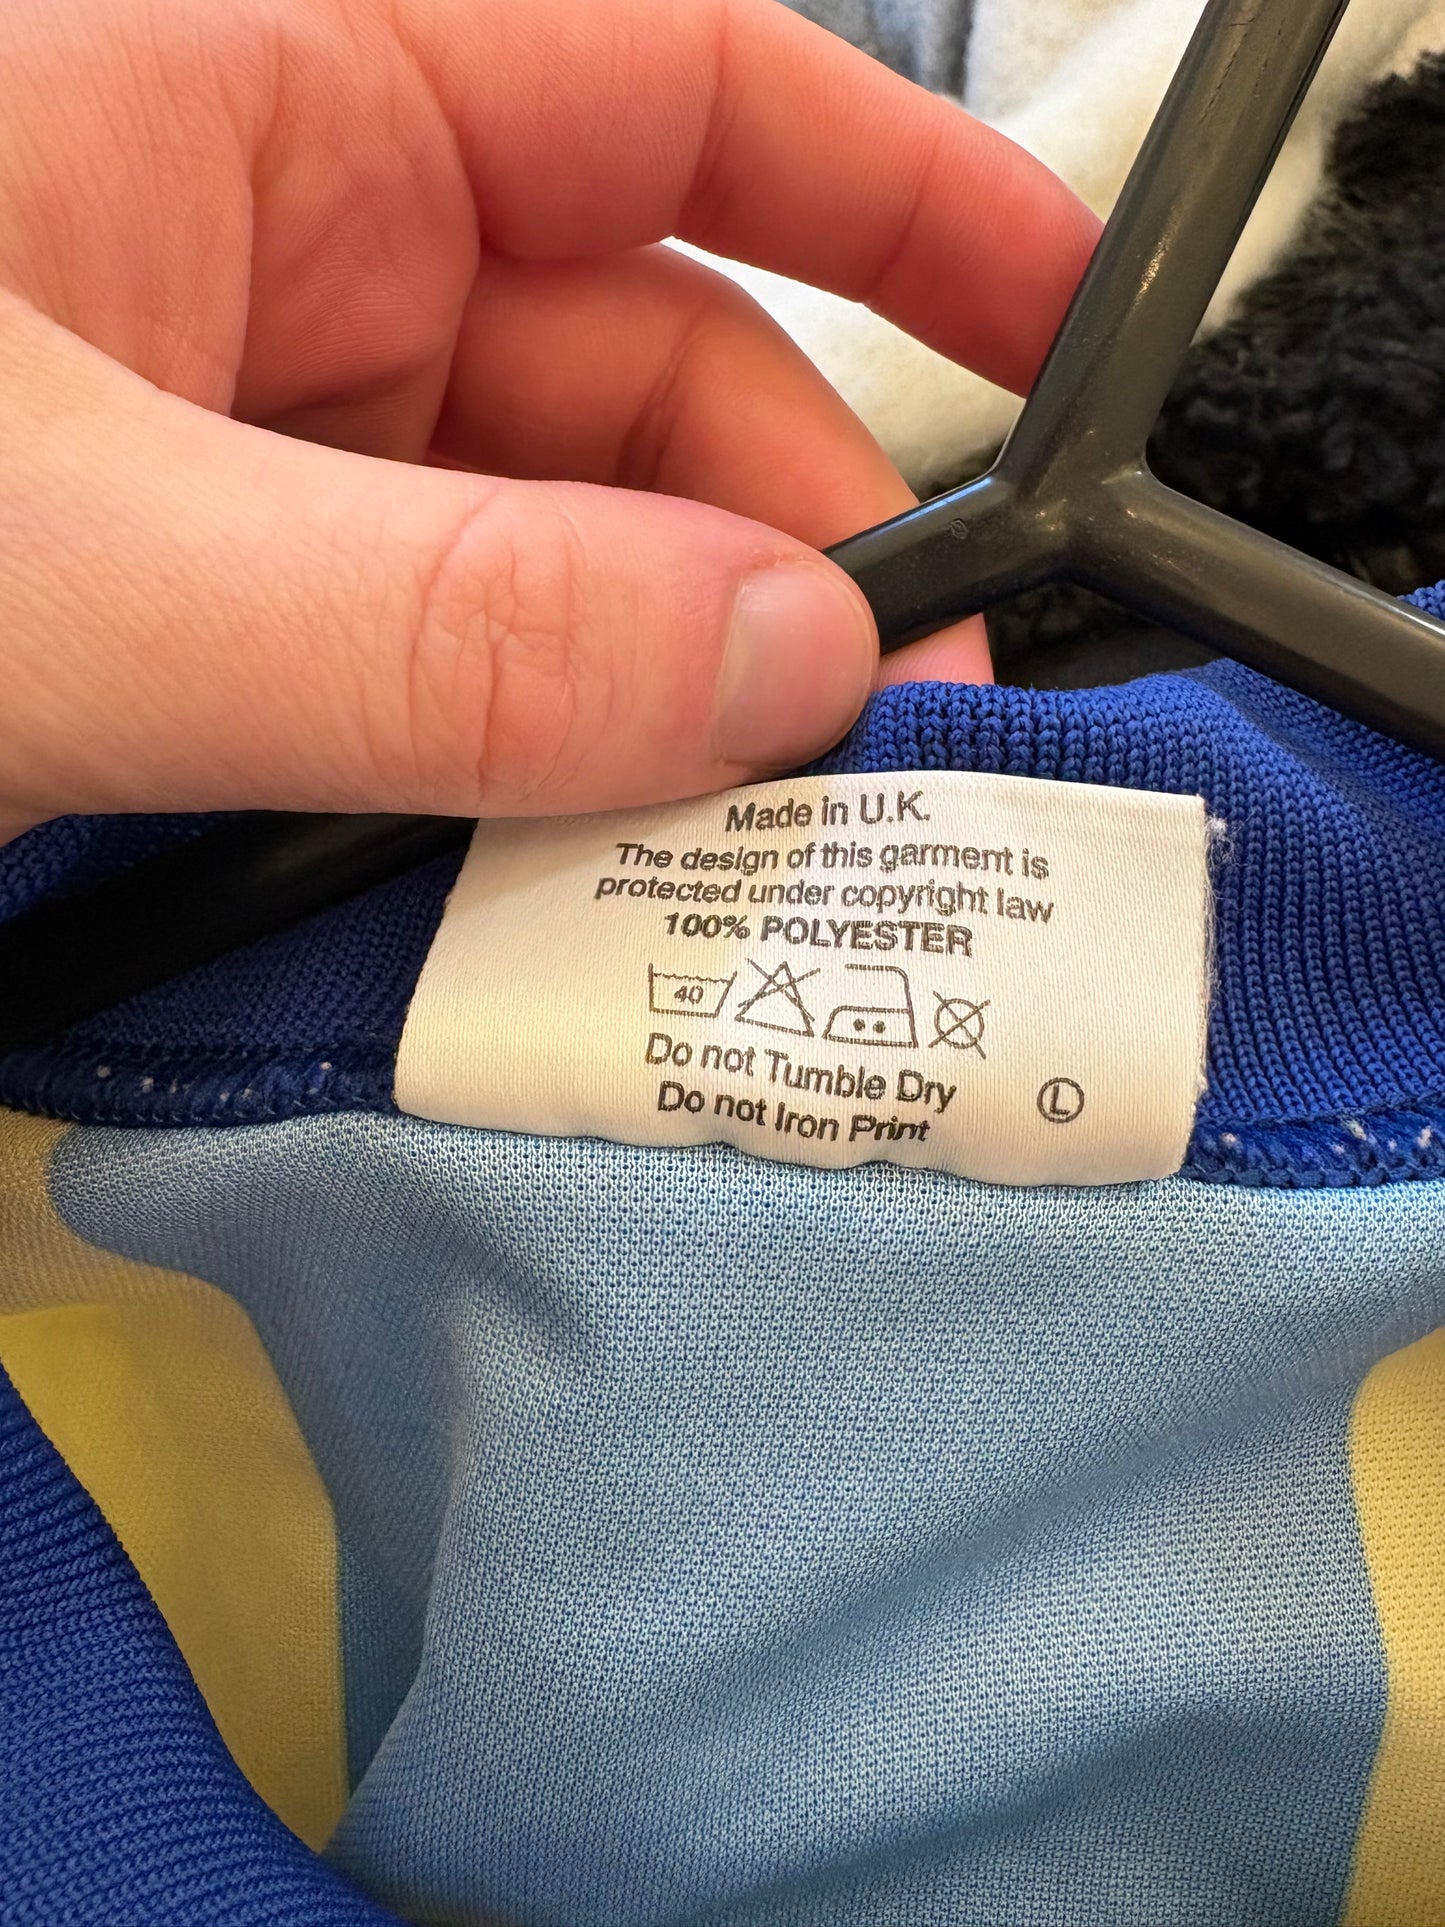 Made in U.K.
The design of this garment is
protected under copyright law
100% POLYESTER
40
Do not Tumble Dry
Do not Iron Print
L